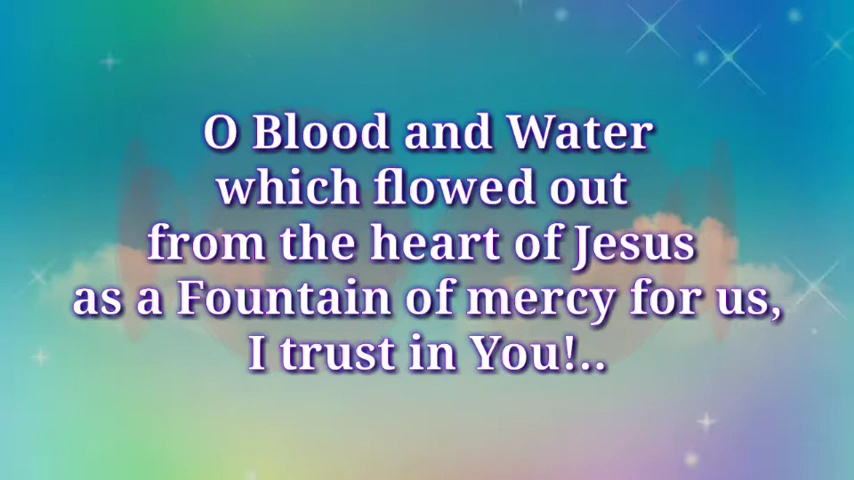 O Blood and Water
which flowed out
from the heart of Jesus
as a Fountain of mercy for us,
I trust in You!..